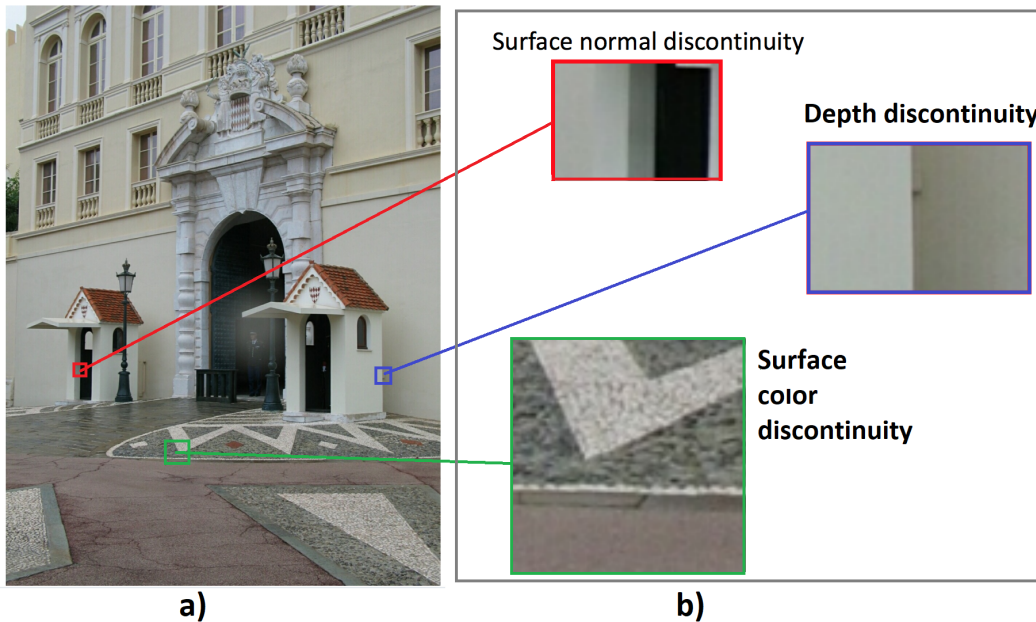 Surface normal discontinuity
Depth discontinuity
Surface
color
discontinuity
a)
b)